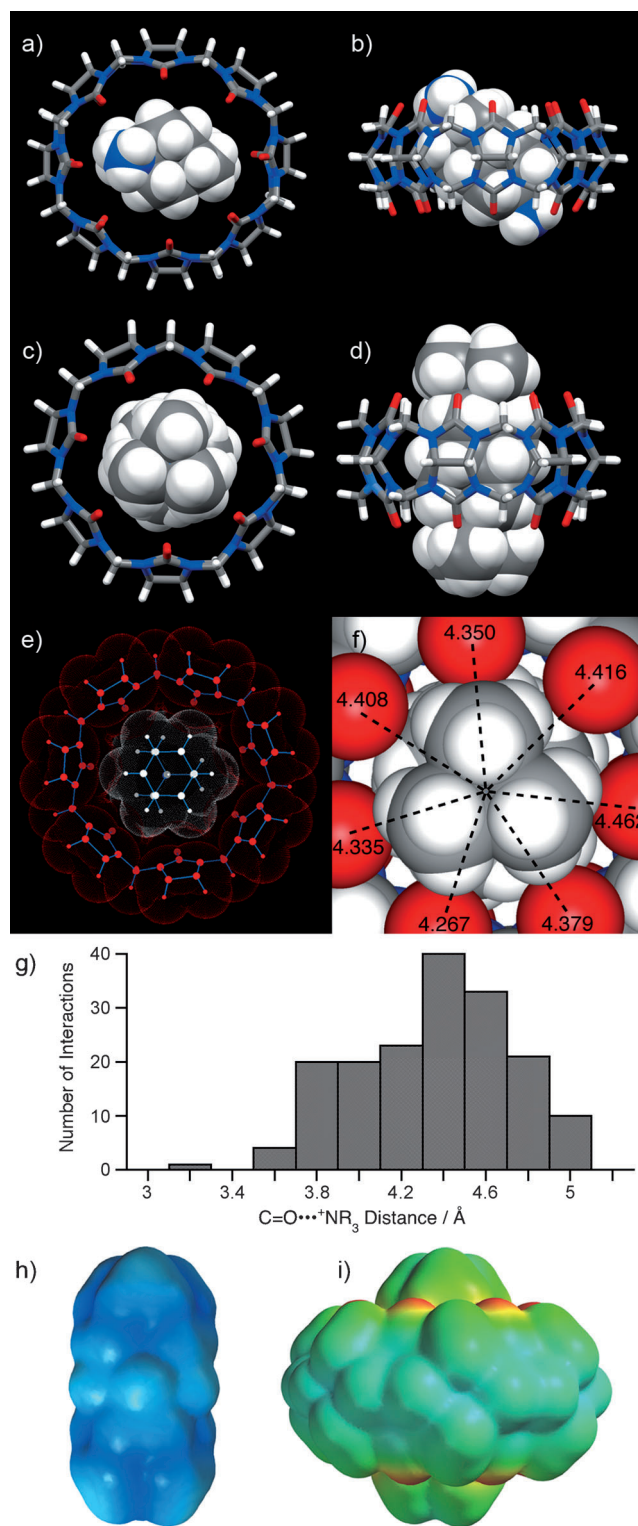 a)
b)
c)
d)
e)
f)
4.350
4.416
4.408
4.462
4.335
4.267
4.379
g)
Number of Interactions
40
30
20
10
0
3 3.4 3.8 4.2 4.6 5
C=O•••⁺NR₃ Distance / Å
h)
i)